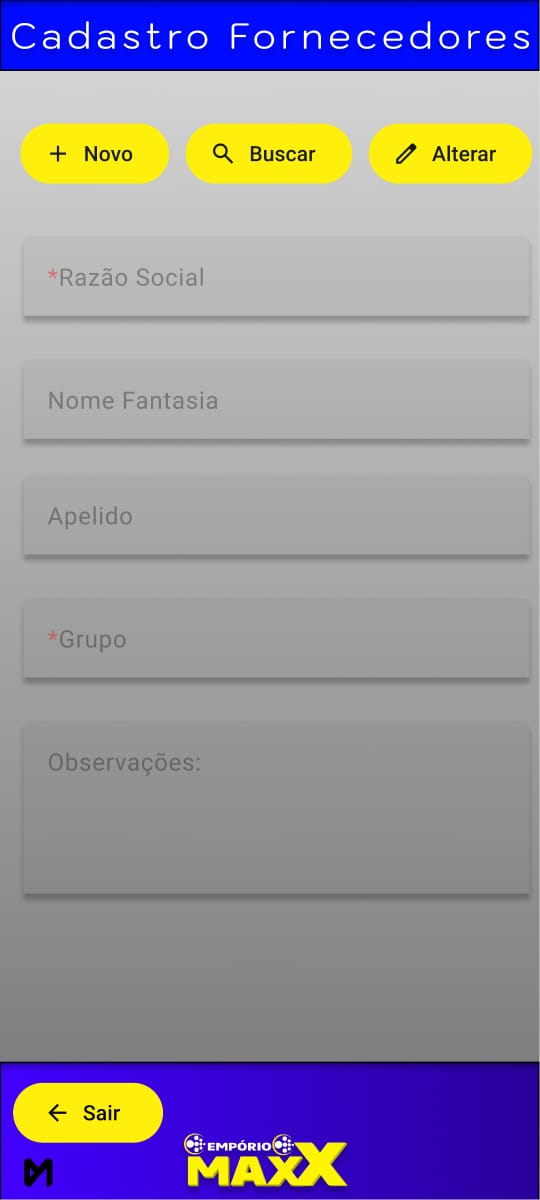 Cadastro Fornecedores
Novo Buscar Alterar
*Razão Social
Nome Fantasia
Apelido
*Grupo
Observações:
Sair
EMPÓRIO
MAXX